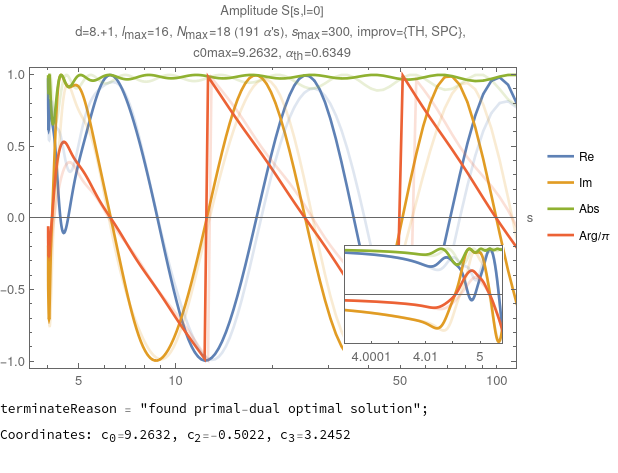 Amplitude S[s,l=0]
d=8.+1, lmax=16, Nmax=18 (191 α's), smax=300, improv={TH, SPC},
c0max=9.2632, αth=0.6349
1.0
0.5
0.0
−0.5
−1.0
s
Re
Im
Abs
Arg/π
4.0001 4.01 5
5 10 50 100
terminateReason = "found primal-dual optimal solution";
Coordinates: c0=9.2632, c2=-0.5022, c3=3.2452